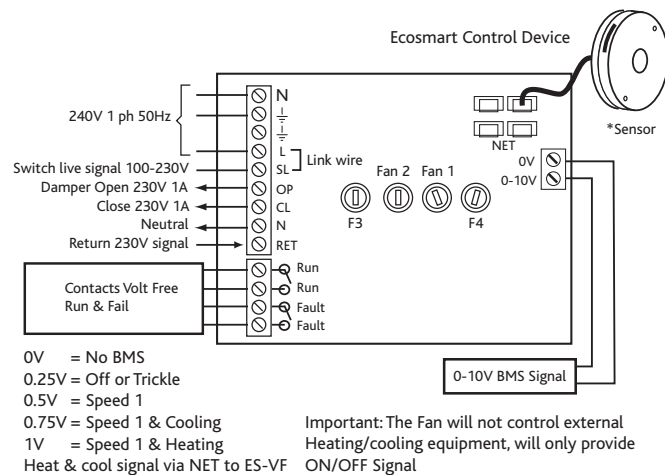 Ecosmart Control Device
*Sensor
240V 1 ph 50Hz
N
L
Link wire
Switch live signal 100-230V
SL
Damper Open 230V 1A
OP
Close 230V 1A
CL
Neutral
N
Return 230V signal
RET
NET
0V
0-10V
Fan 2
Fan 1
F3
F4
Contacts Volt Free
Run & Fail
Run
Run
Fault
Fault
0-10V BMS Signal
0V = No BMS
0.25V = Off or Trickle
0.5V = Speed 1
0.75V = Speed 1 & Cooling
1V = Speed 1 & Heating
Heat & cool signal via NET to ES-VF
Important: The Fan will not control external
Heating/cooling equipment, will only provide
ON/OFF Signal